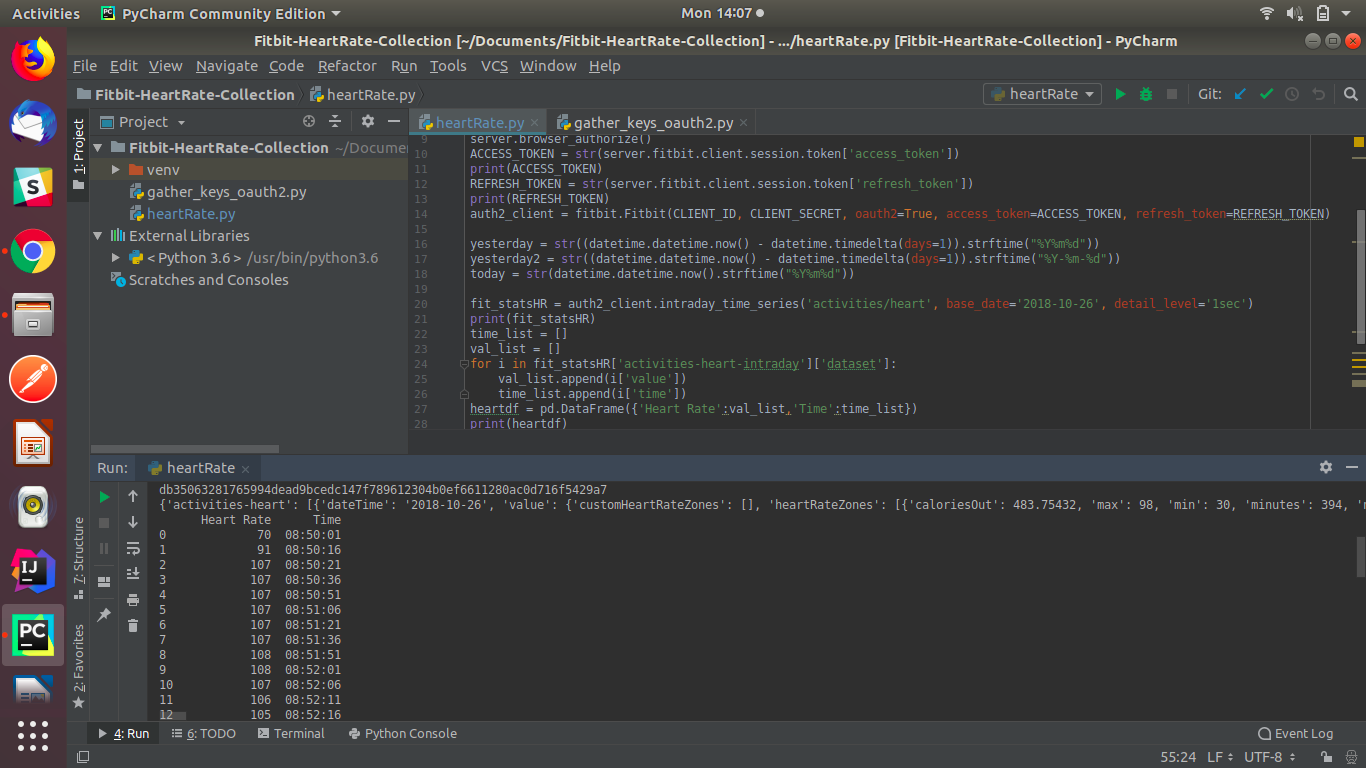 Activities PyCharm Community Edition Mon 14:07
Fitbit-HeartRate-Collection [~/Documents/Fitbit-HeartRate-Collection] - .../heartRate.py [Fitbit-HeartRate-Collection] - PyCharm
File Edit View Navigate Code Refactor Run Tools VCS Window Help
Fitbit-HeartRate-Collection heartRate.py heartRate Git:
1: Project
Project
Fitbit-HeartRate-Collection ~/Docume
venv
gather_keys_oauth2.py
heartRate.py
External Libraries
< Python 3.6 > /usr/bin/python3.6
Scratches and Consoles
heartRate.py gather_keys_oauth2.py
9 server.browser_authorize()
10 ACCESS_TOKEN = str(server.fitbit.client.session.token['access_token'])
11 print(ACCESS_TOKEN)
12 REFRESH_TOKEN = str(server.fitbit.client.session.token['refresh_token'])
13 print(REFRESH_TOKEN)
14 auth2_client = fitbit.Fitbit(CLIENT_ID, CLIENT_SECRET, oauth2=True, access_token=ACCESS_TOKEN, refresh_token=REFRESH_TOKEN)
15
16 yesterday = str((datetime.datetime.now() - datetime.timedelta(days=1)).strftime("%Y%m%d"))
17 yesterday2 = str((datetime.datetime.now() - datetime.timedelta(days=1)).strftime("%Y-%m-%d"))
18 today = str(datetime.datetime.now().strftime("%Y%m%d"))
19
20 fit_statsHR = auth2_client.intraday_time_series('activities/heart', base_date='2018-10-26', detail_level='1sec')
21 print(fit_statsHR)
22 time_list = []
23 val_list = []
24 for i in fit_statsHR['activities-heart-intraday']['dataset']:
25 val_list.append(i['value'])
26 time_list.append(i['time'])
27 heartdf = pd.DataFrame({'Heart Rate':val_list,'Time':time_list})
28 print(heartdf)
Run: heartRate
7: Structure
2: Favorites
db35063281765994dead9bcedc147f789612304b0ef6611280ac0d716f5429a7
{'activities-heart': [{'dateTime': '2018-10-26', 'value': {'customHeartRateZones': [], 'heartRateZones': [{'caloriesOut': 483.75432, 'max': 98, 'min': 30, 'minutes': 394,
Heart Rate Time
0 70 08:50:01
1 91 08:50:16
2 107 08:50:21
3 107 08:50:36
4 107 08:50:51
5 107 08:51:06
6 107 08:51:21
7 107 08:51:36
8 108 08:51:51
9 108 08:52:01
10 107 08:52:06
11 106 08:52:11
12 105 08:52:16
4: Run 6: TODO Terminal Python Console Event Log
55:24 LF UTF-8